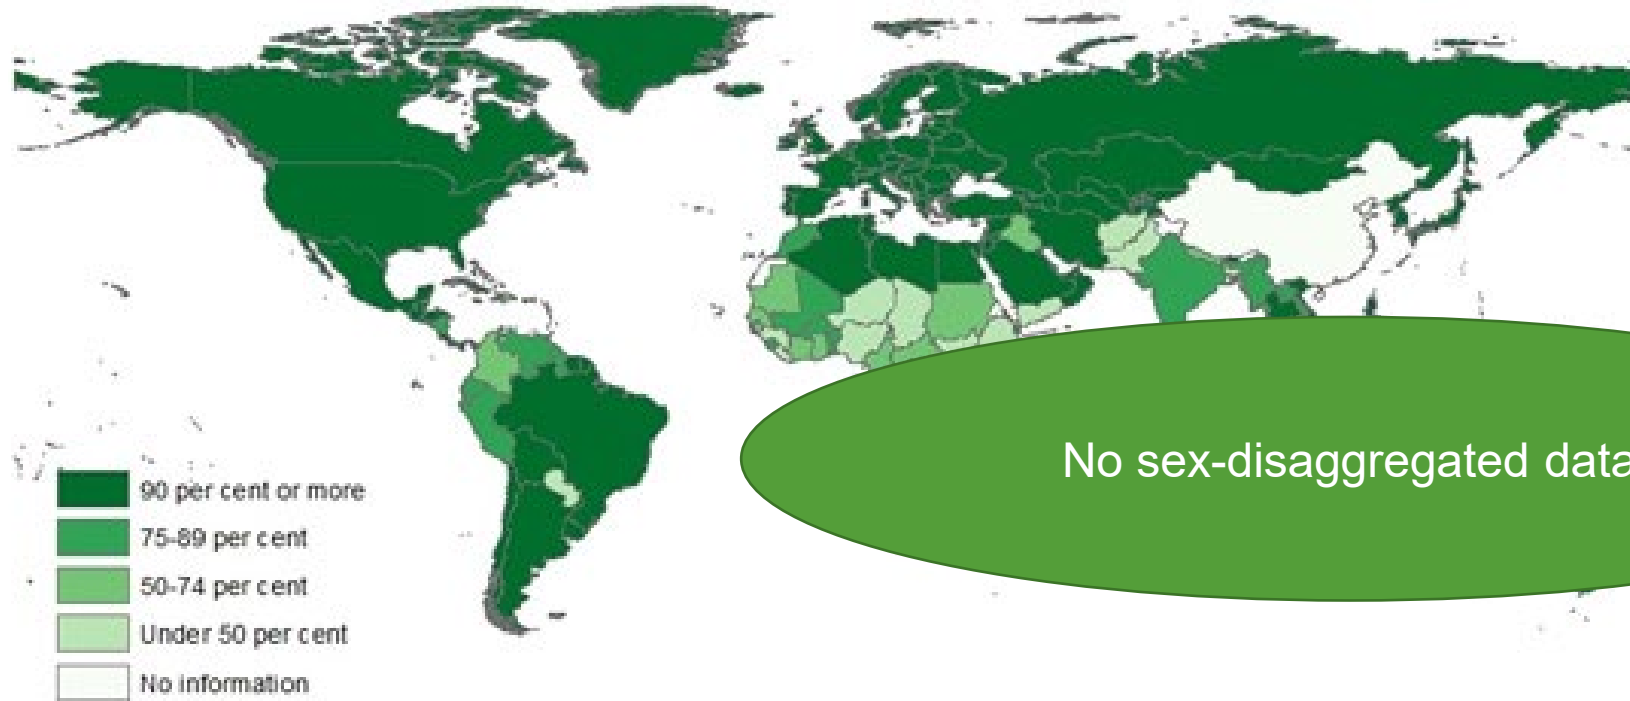 No sex-disaggregated data
90 per cent or more
75-89 per cent
50-74 per cent
Under 50 per cent
No information